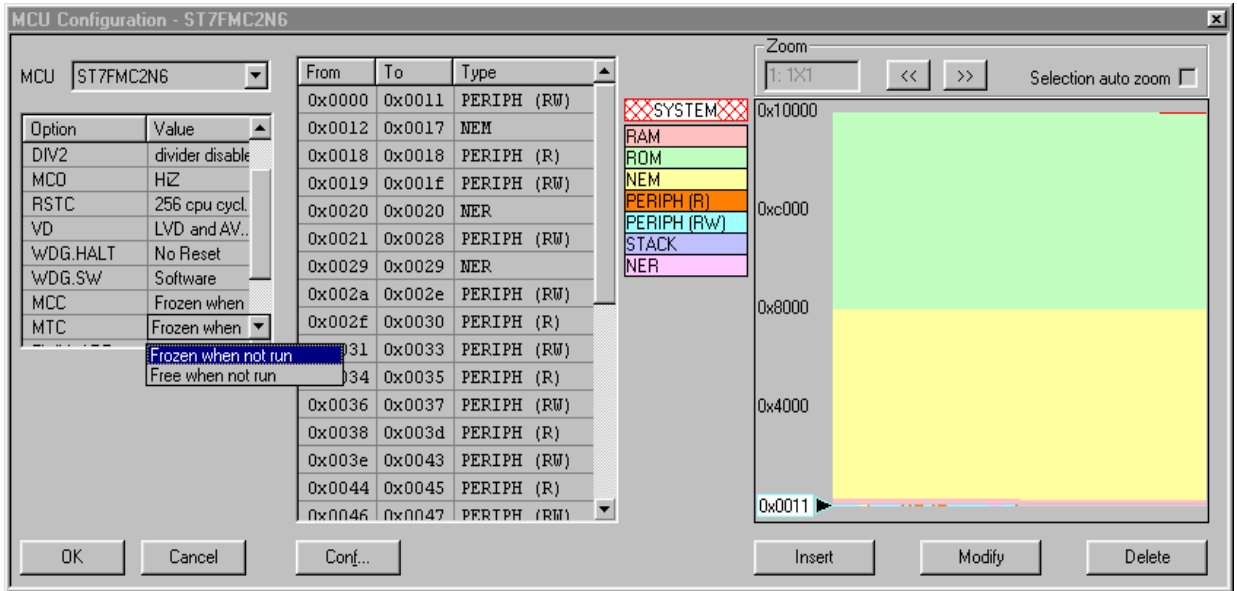 MCU Configuration - ST7FMC2N6
MCU ST7FMC2N6
Option Value
DIV2 divider disable
MCO HiZ
RSTC 256 cpu cycl.
VD LVD and AV...
WDG.HALT No Reset
WDG.SW Software
MCC Frozen when
MTC Frozen when
Frozen when not run
Free when not run
From To Type
0x0000 0x0011 PERIPH (RW)
0x0012 0x0017 NEM
0x0018 0x0018 PERIPH (R)
0x0019 0x001f PERIPH (RW)
0x0020 0x0020 NER
0x0021 0x0028 PERIPH (RW)
0x0029 0x0029 NER
0x002a 0x002e PERIPH (RW)
0x002f 0x0030 PERIPH (R)
031 0x0033 PERIPH (RW)
034 0x0035 PERIPH (R)
0x0036 0x0037 PERIPH (RW)
0x0038 0x003d PERIPH (R)
0x003e 0x0043 PERIPH (RW)
0x0044 0x0045 PERIPH (R)
0x0046 0x0047 PERIPH (RW)
SYSTEM
RAM
ROM
NEM
PERIPH (R)
PERIPH (RW)
STACK
NER
Zoom
1: 1X1 << >> Selection auto zoom
0x10000
0xc000
0x8000
0x4000
0x0011
OK Cancel Conf... Insert Modify Delete